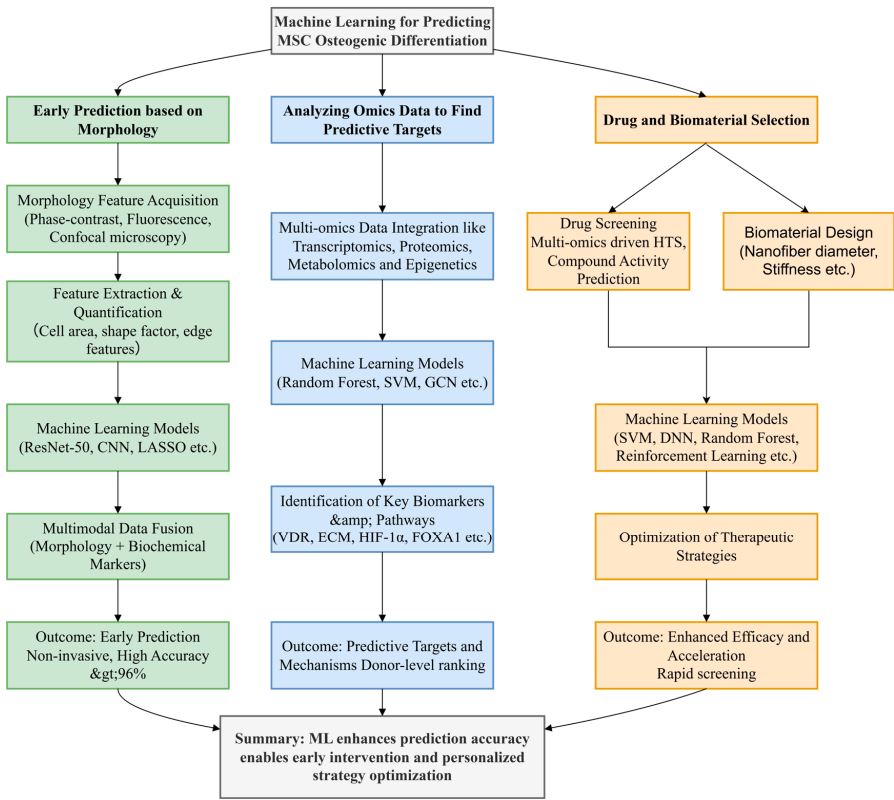 Machine Learning for Predicting
MSC Osteogenic Differentiation
Early Prediction based on
Morphology
Morphology Feature Acquisition
(Phase-contrast, Fluorescence,
Confocal microscopy)
Feature Extraction &
Quantification
（Cell area, shape factor, edge
features）
Machine Learning Models
(ResNet-50, CNN, LASSO etc.)
Multimodal Data Fusion
(Morphology + Biochemical
Markers)
Outcome: Early Prediction
Non-invasive, High Accuracy
&gt;96%
Analyzing Omics Data to Find
Predictive Targets
Multi-omics Data Integration like
Transcriptomics, Proteomics,
Metabolomics and Epigenetics
Machine Learning Models
(Random Forest, SVM, GCN etc.)
Identification of Key Biomarkers
&amp; Pathways
(VDR, ECM, HIF-1α, FOXA1 etc.)
Outcome: Predictive Targets and
Mechanisms Donor-level ranking
Drug and Biomaterial Selection
Drug Screening
Multi-omics driven HTS,
Compound Activity
Prediction
Biomaterial Design
(Nanofiber diameter,
Stiffness etc.)
Machine Learning Models
(SVM, DNN, Random Forest,
Reinforcement Learning etc.)
Optimization of Therapeutic
Strategies
Outcome: Enhanced Efficacy and
Acceleration
Rapid screening
Summary: ML enhances prediction accuracy
enables early intervention and personalized
strategy optimization